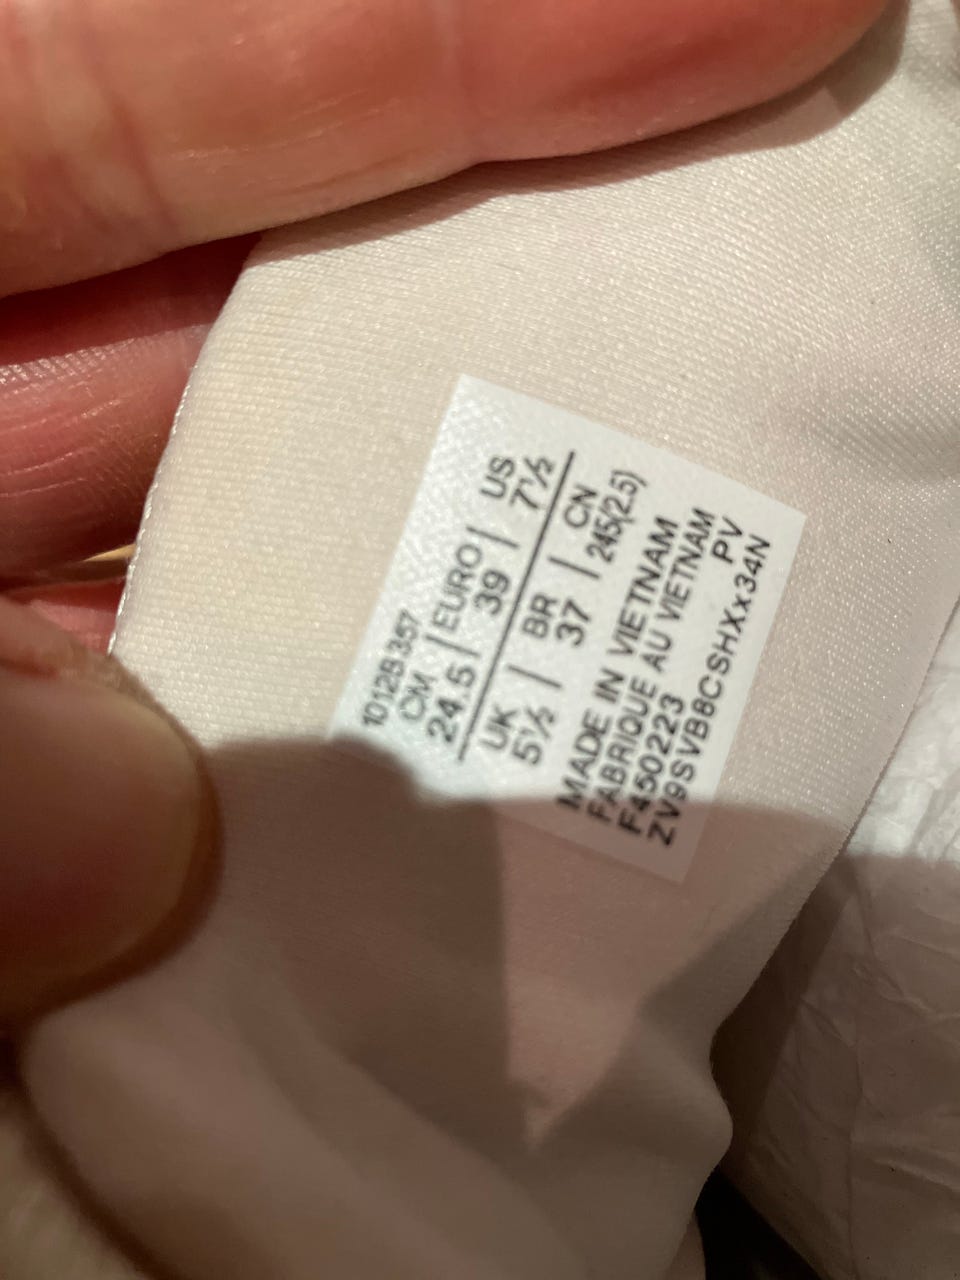 1012B357
CM | EURO | US
24.5 | 39 | 7½
UK | BR | CN
5½ | 37 | 245(2.5)
MADE IN VIETNAM
FABRIQUE AU VIETNAM
F450223 PV
ZV9SVB8CSHXx34N